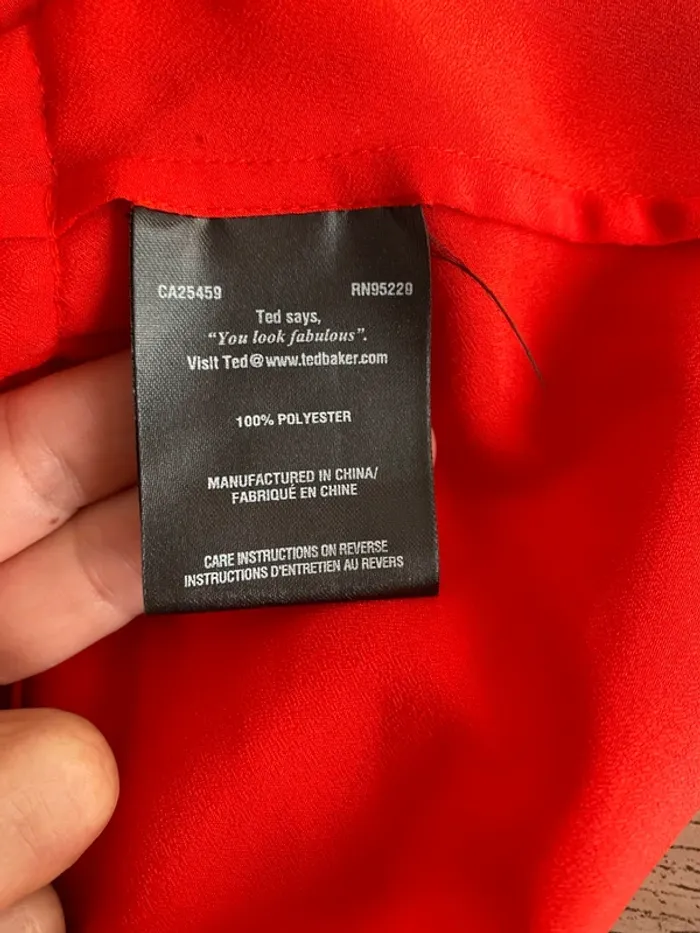 CA25459 RN95220
Ted says,
"You look fabulous".
Visit Ted@www.tedbaker.com
100% POLYESTER
MANUFACTURED IN CHINA/
FABRIQUÉ EN CHINE
CARE INSTRUCTIONS ON REVERSE
INSTRUCTIONS D'ENTRETIEN AU REVERS